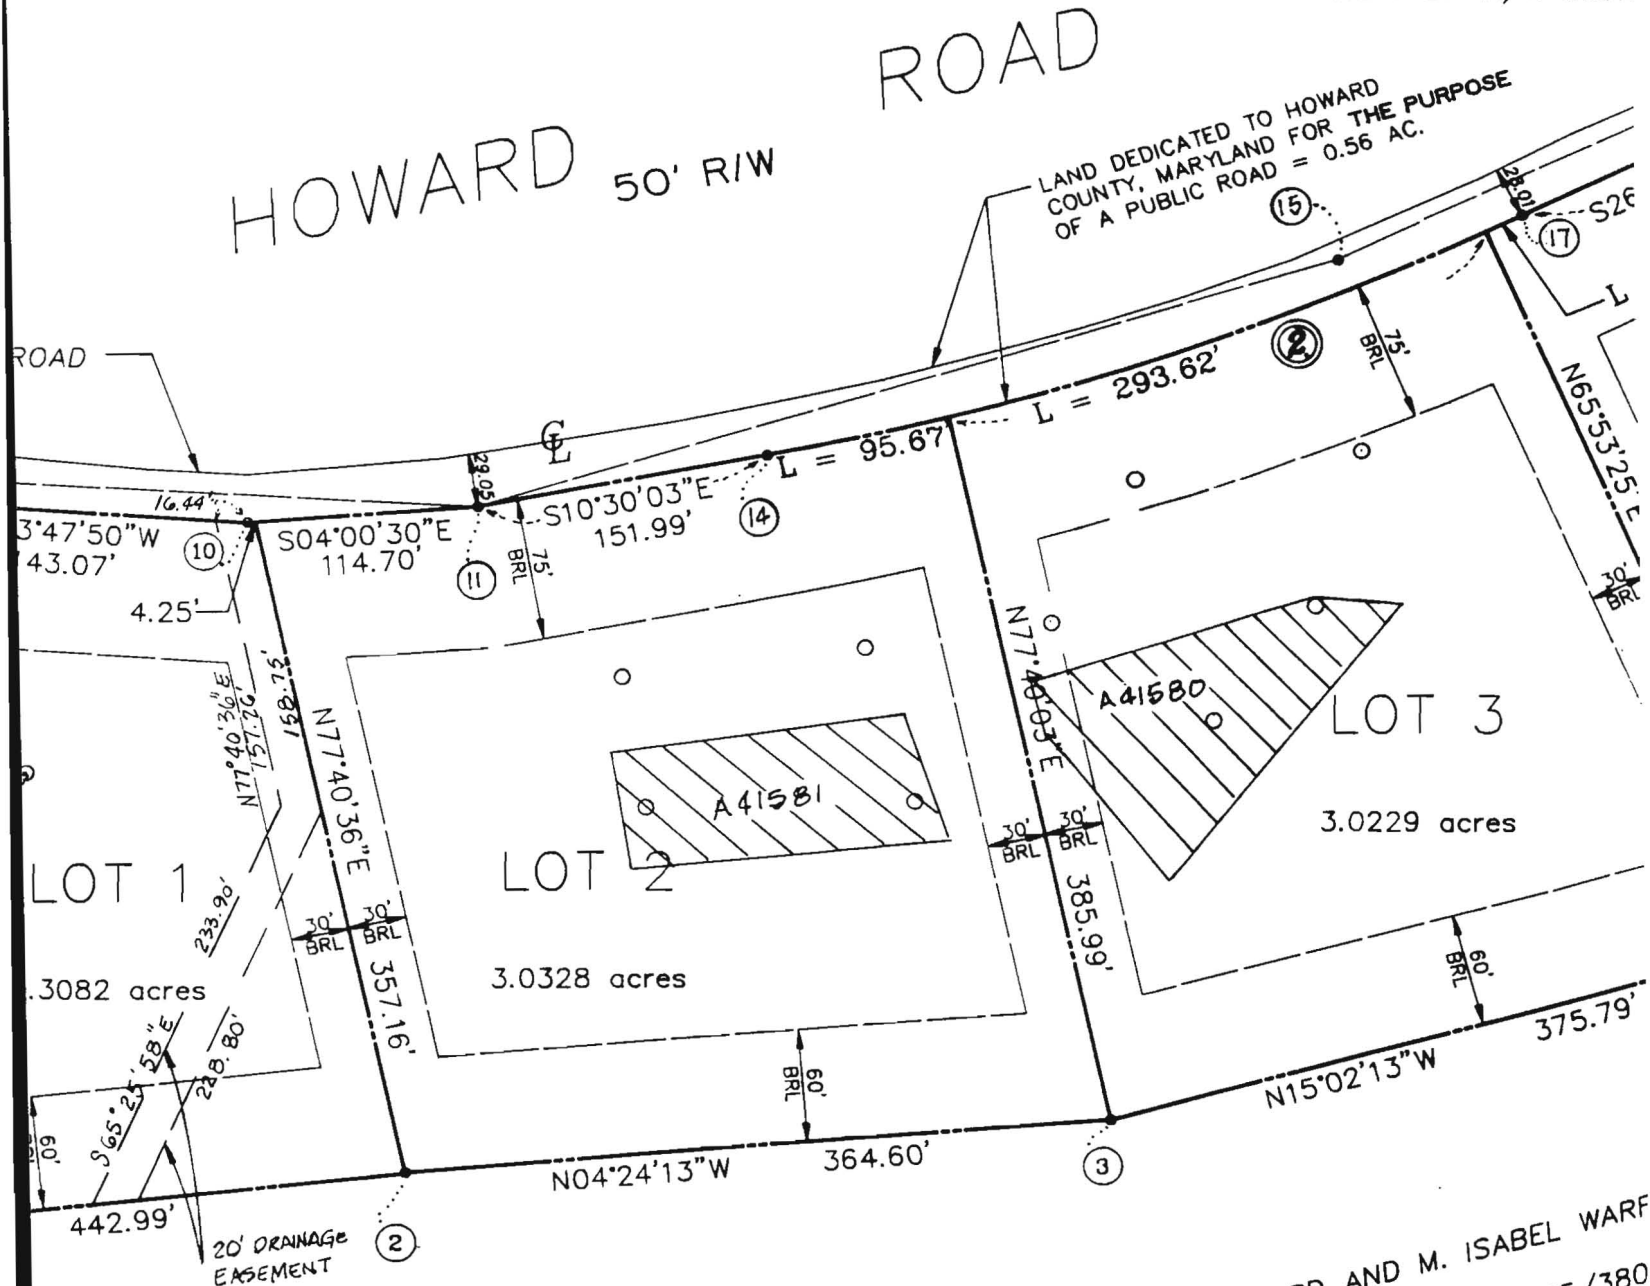 HOWARD
50' R/W
ROAD
LAND DEDICATED TO HOWARD
COUNTY, MARYLAND FOR THE PURPOSE
OF A PUBLIC ROAD = 0.56 AC.
15
17
S26
L
2
L = 293.62'
75'
BRL
N65°53'25"E
30'
BRL
ROAD
℄
29.05
16.44'
3°47'50"W
43.07'
10
S04°00'30"E
114.70'
11
S10°30'03"E
151.99'
14
L = 95.67'
4.25'
75'
BRL
N77°40'36"E
157.26'
158.75'
N77°40'36"E
357.16'
N77°40'03"E
385.99'
A41580
LOT 3
3.0229 acres
A41581
LOT 2
3.0328 acres
LOT 1
.3082 acres
233.90'
228.80'
S65°25'58"E
30'
BRL
30'
BRL
30'
BRL
30'
BRL
60'
BRL
60'
BRL
60'
N15°02'13"W
375.79'
N04°24'13"W
364.60'
3
442.99'
2
20' DRAINAGE
EASEMENT
AND M. ISABEL WARF
/380